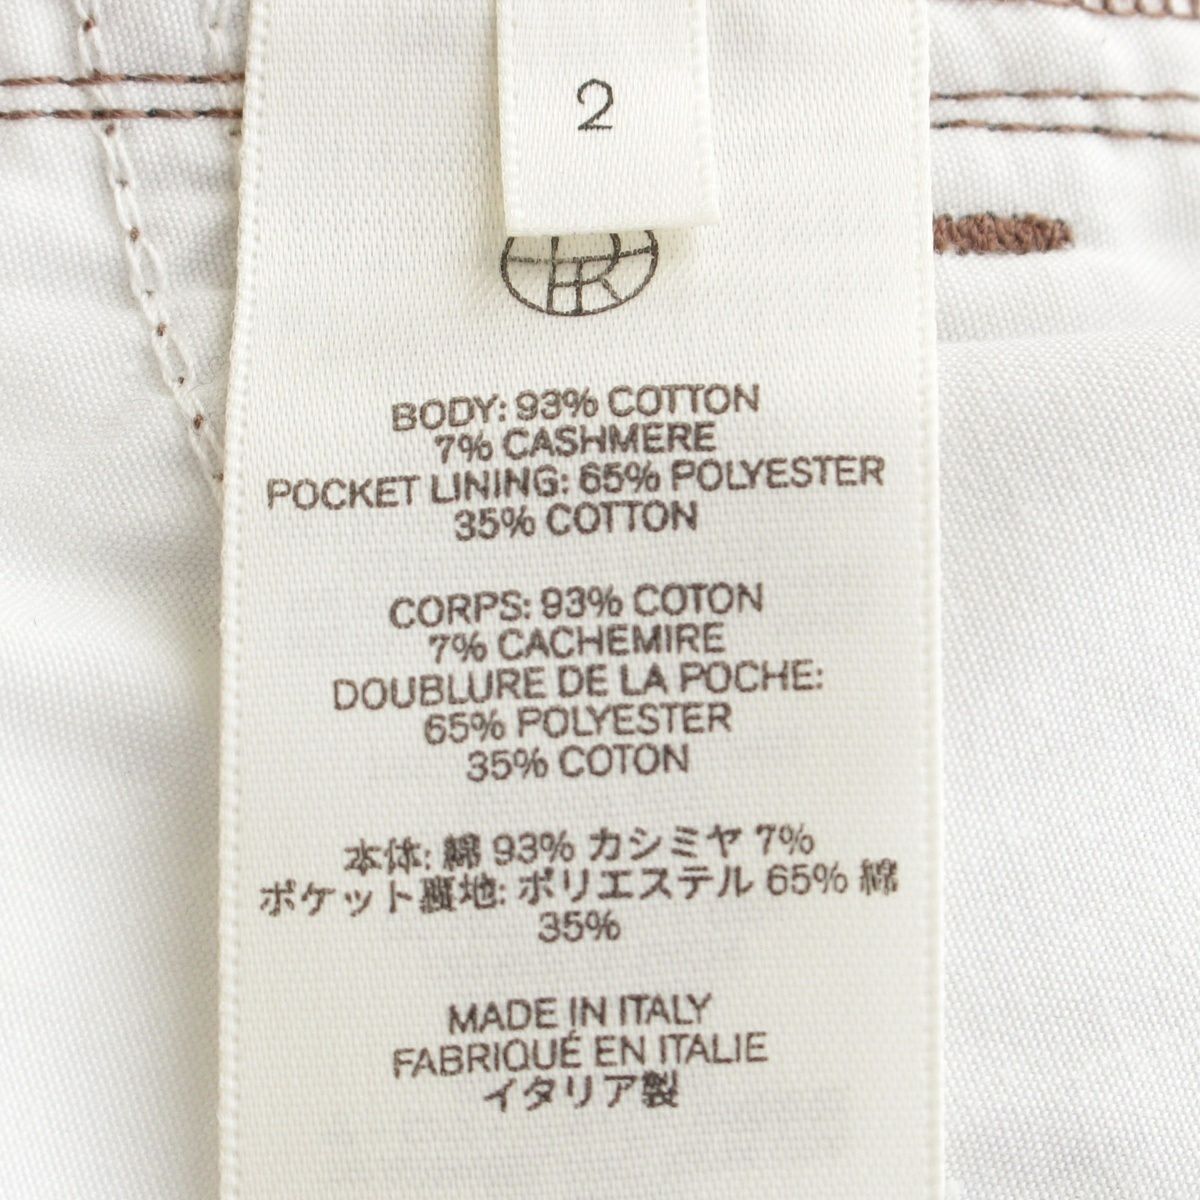 2
BODY: 93% COTTON
7% CASHMERE
POCKET LINING: 65% POLYESTER
35% COTTON
CORPS: 93% COTON
7% CACHEMIRE
DOUBLURE DE LA POCHE:
65% POLYESTER
35% COTON
本体: 綿 93% カシミヤ 7%
ポケット裏地: ポリエステル 65% 綿
35%
MADE IN ITALY
FABRIQUÉ EN ITALIE
イタリア製